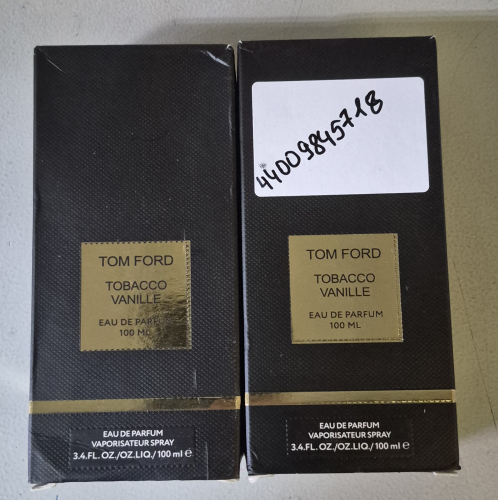 TOM FORD
TOBACCO
VANILLE
EAU DE PARFUM
100 ML
EAU DE PARFUM
VAPORISATEUR SPRAY
3.4.FL. OZ./OZ.LIQ./100 ml e
44009845718
TOM FORD
TOBACCO
VANILLE
EAU DE PARFUM
100 ML
EAU DE PARFUM
VAPORISATEUR SPRAY
3.4.FL. OZ./OZ.LIQ./100 ml e